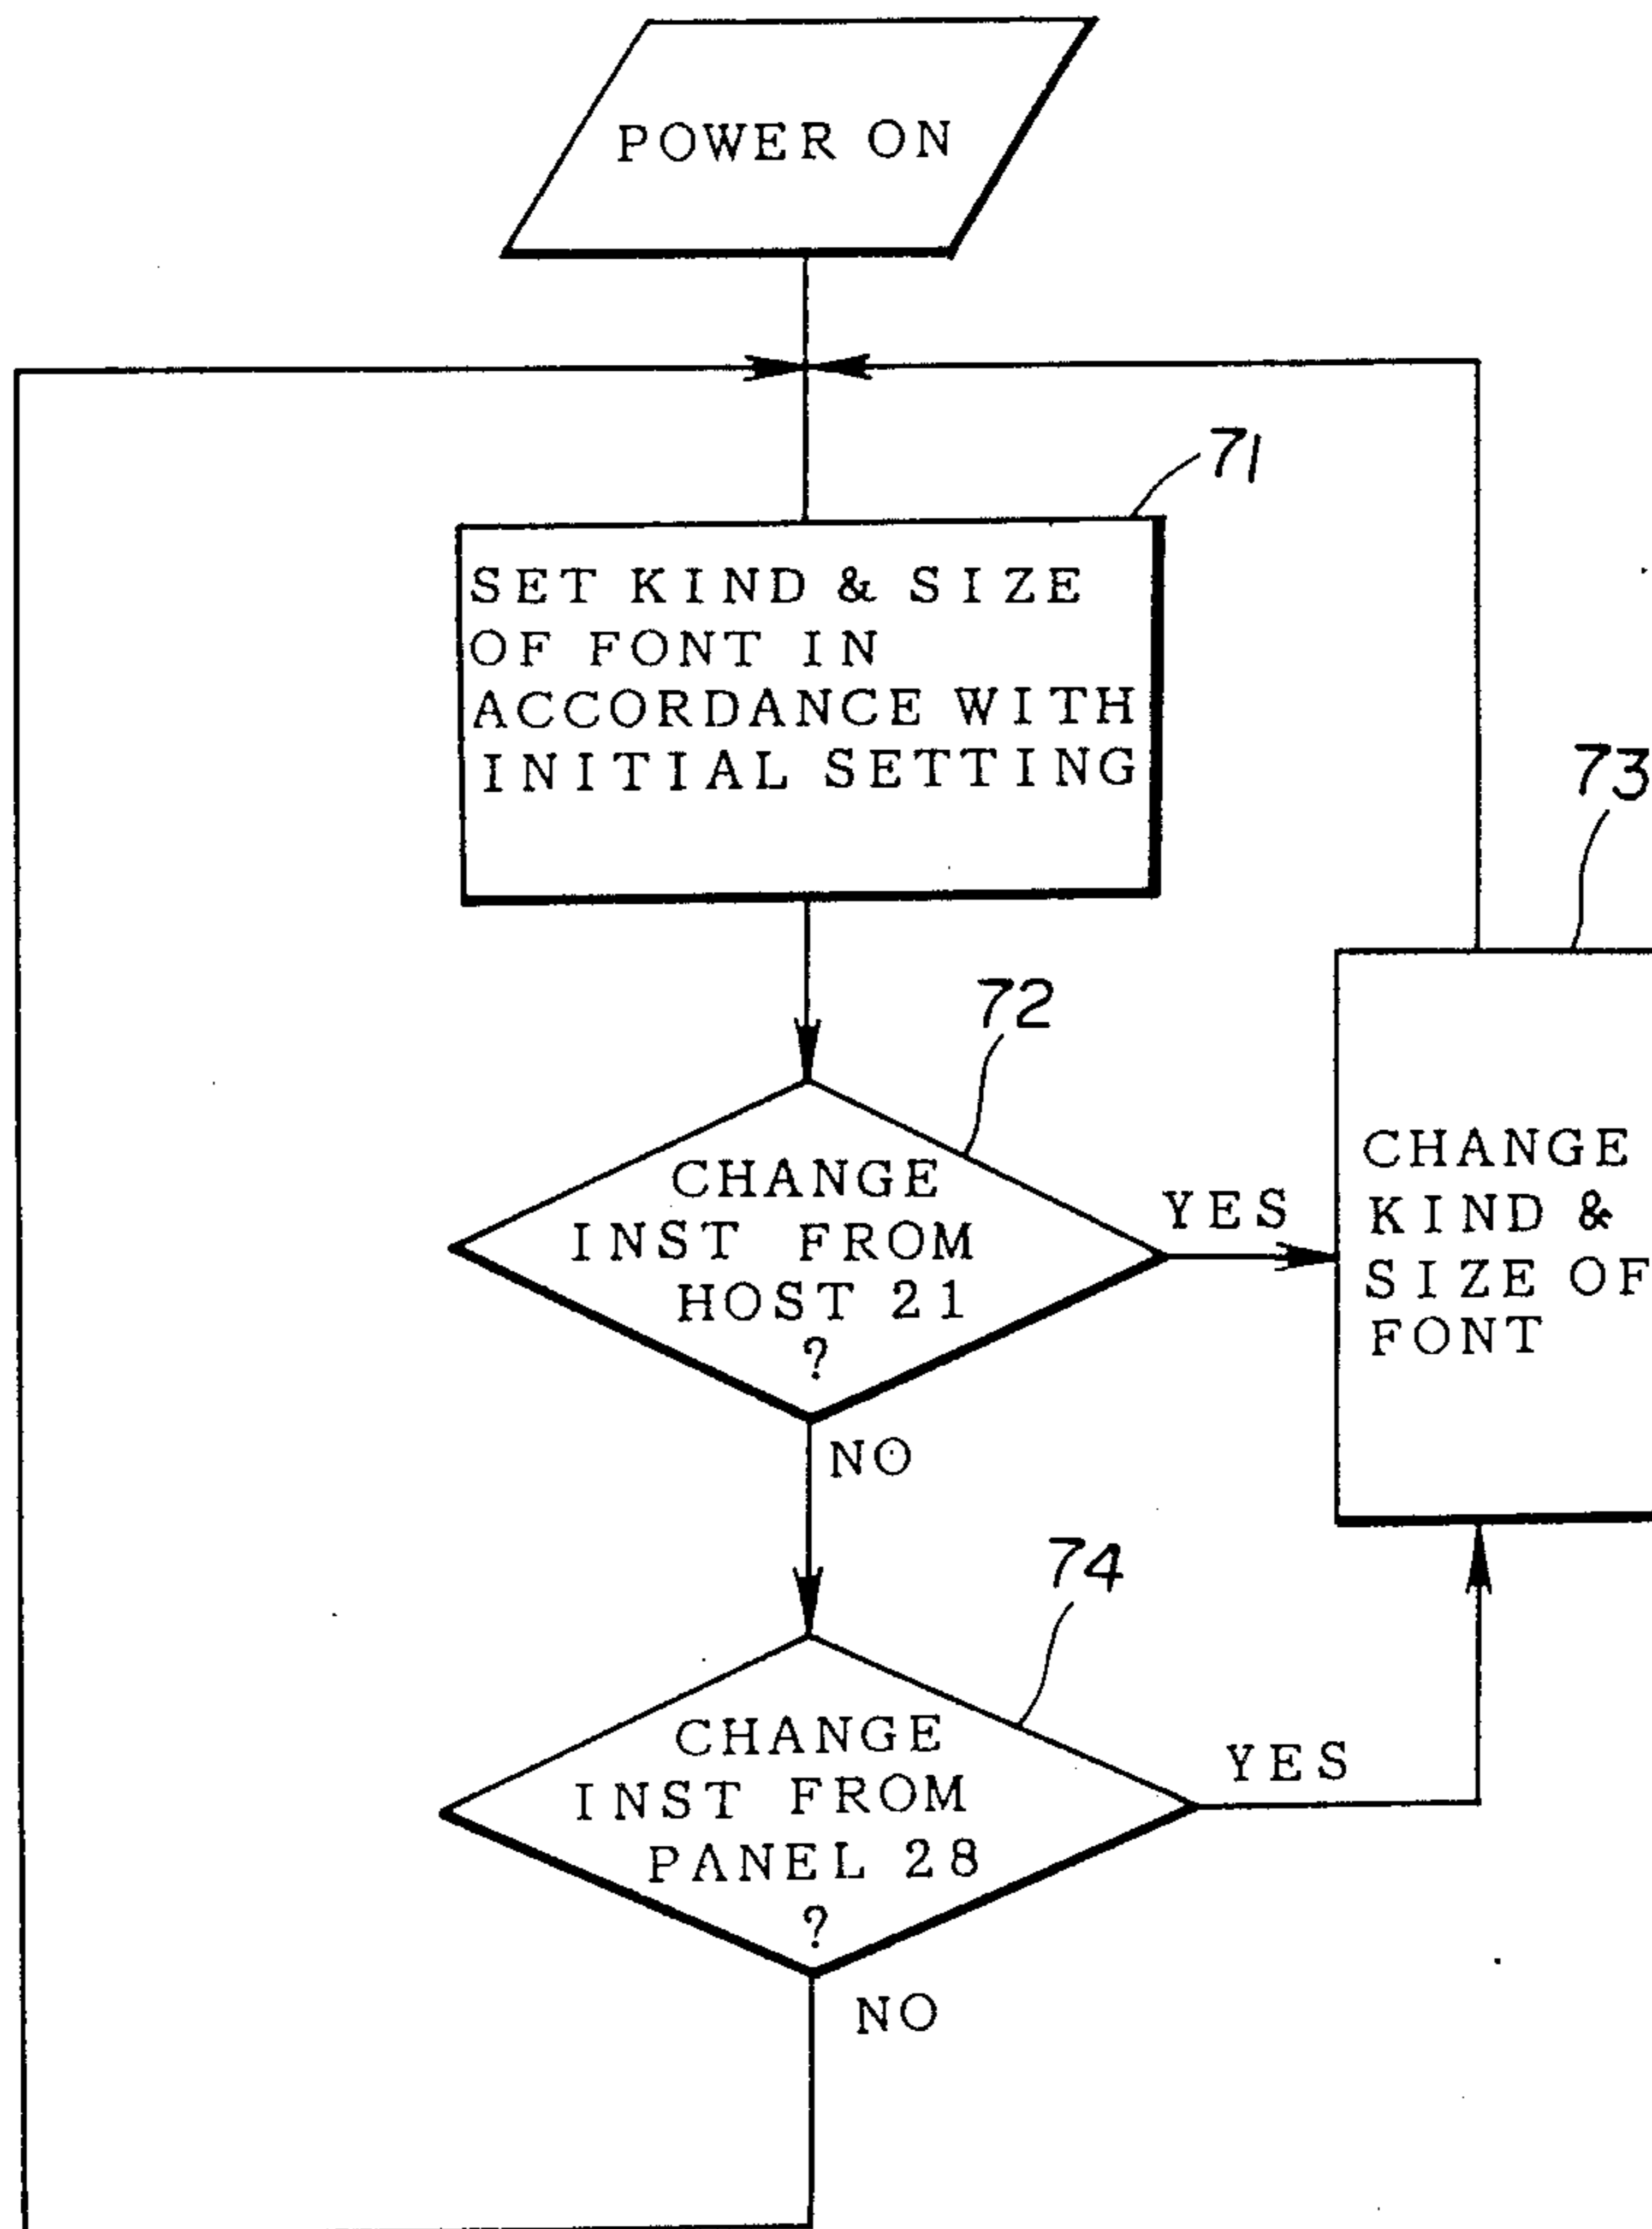 POWER ON
71
SET KIND & SIZE
OF FONT IN
ACCORDANCE WITH
INITIAL SETTING
73
72
CHANGE
INST FROM
HOST 21
?
YES
CHANGE
KIND &
SIZE OF
FONT
NO
74
CHANGE
INST FROM
PANEL 28
?
YES
NO